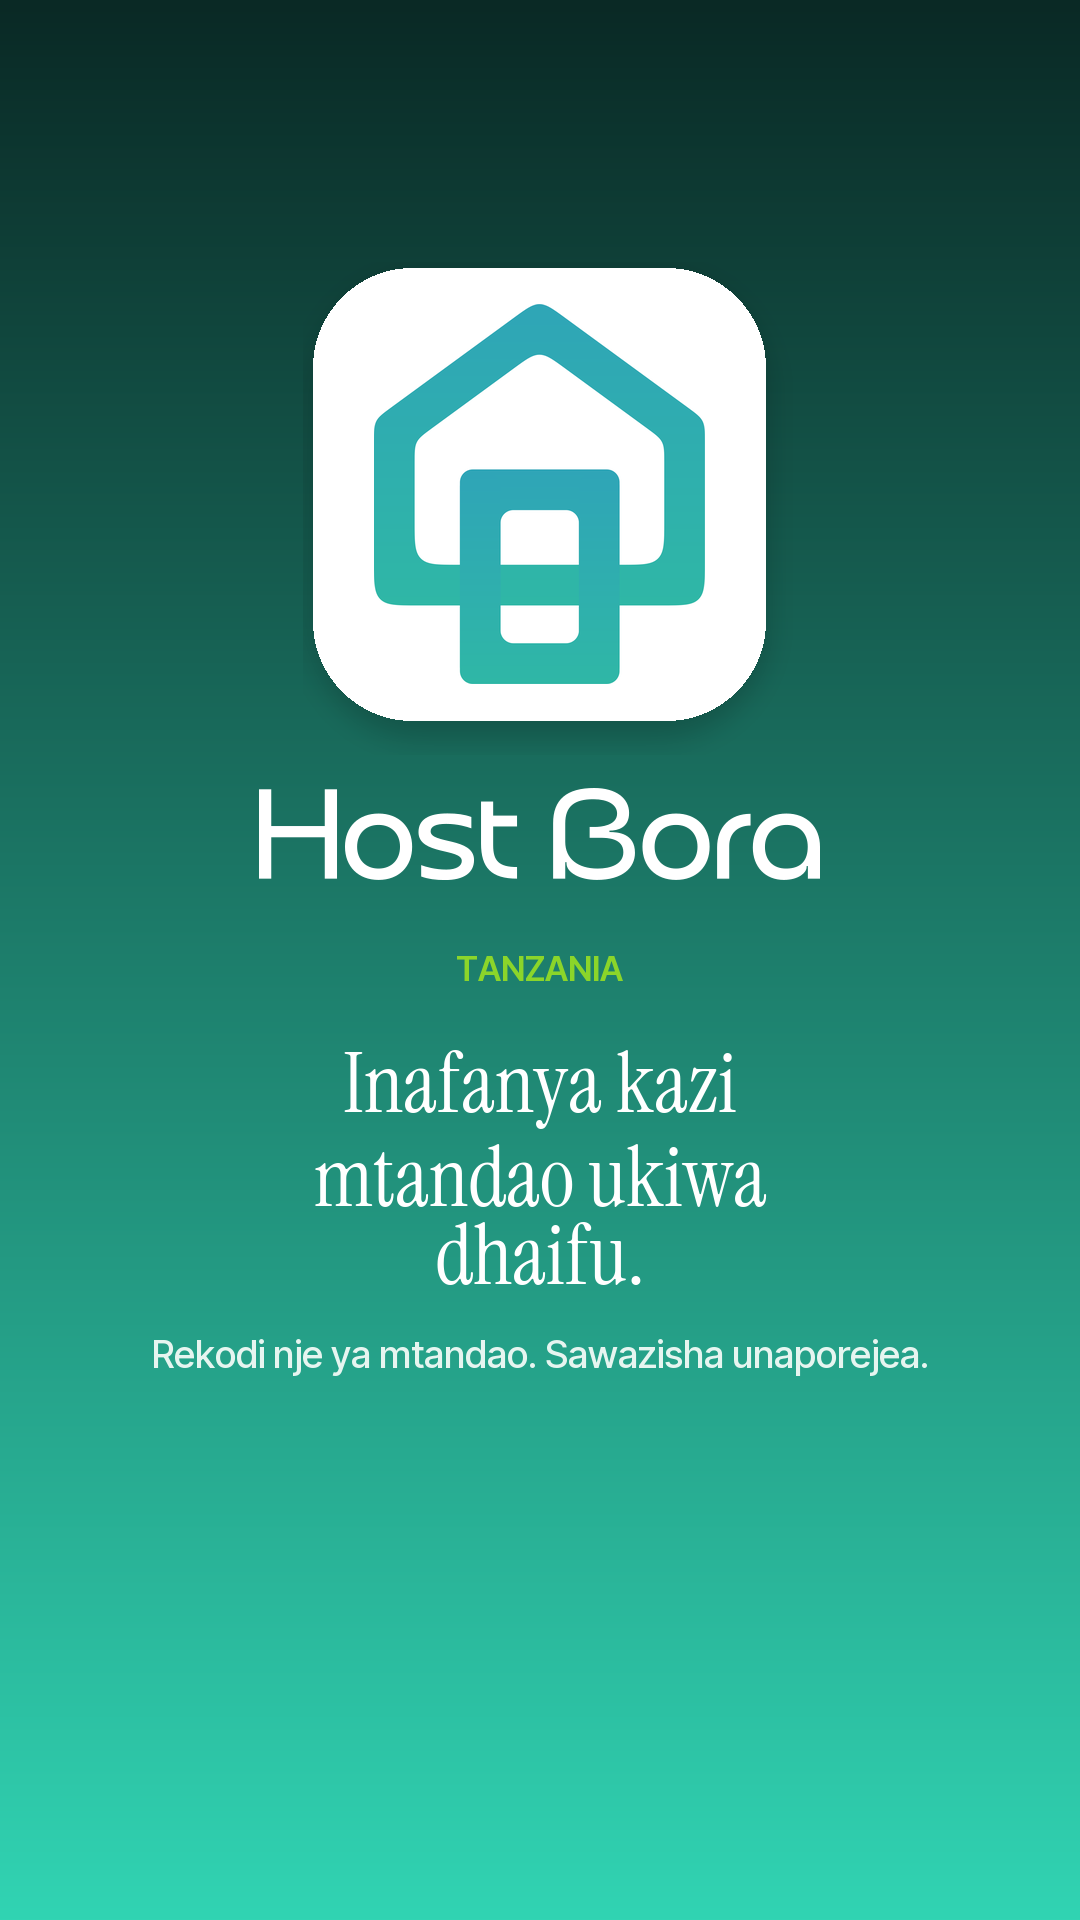 Host Bora
TANZANIA
Inafanya kazi
mtandao ukiwa
dhaifu.
Rekodi nje ya mtandao. Sawazisha unaporejea.